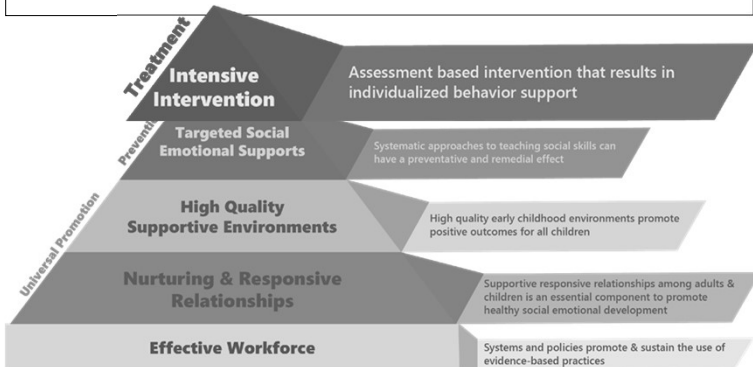 Treatment
Intensive
Intervention
Assessment based intervention that results in
individualized behavior support
Targeted Social
Emotional Supports
Systematic approaches to teaching social skills can
have a preventative and remedial effect
Universal Promotion
High Quality
Supportive Environments
High quality early childhood environments promote
positive outcomes for all children
Nurturing & Responsive
Relationships
Supportive responsive relationships among adults &
children is an essential component to promote
healthy social emotional development
Effective Workforce
Systems and policies promote & sustain the use of
evidence-based practices